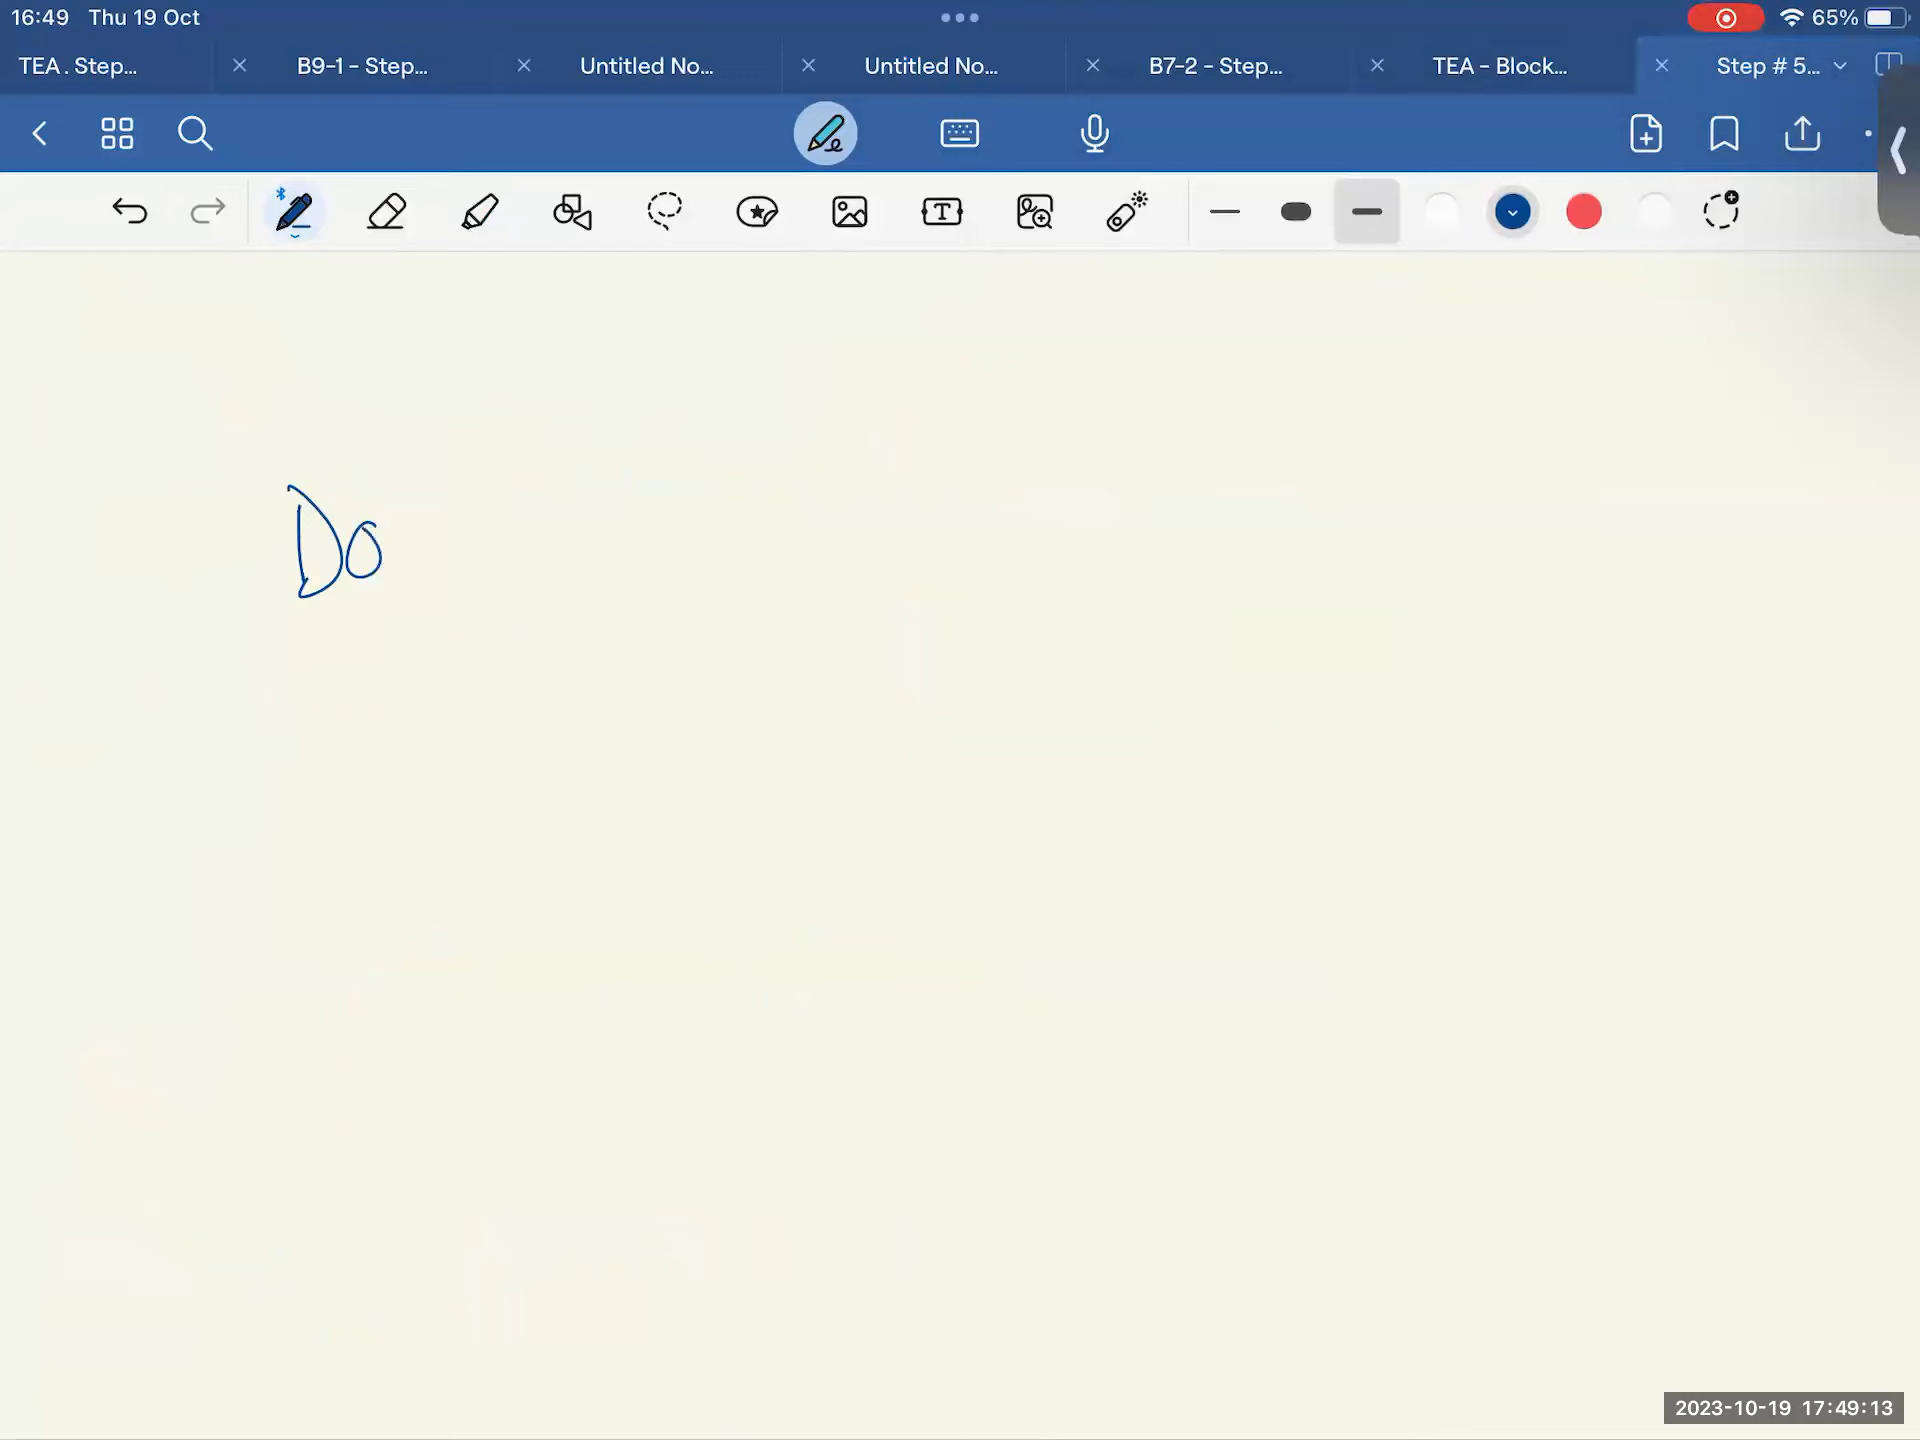 16:49 Thu 19 Oct 65%
TEA . Step... B9-1 - Step... Untitled No... Untitled No... B7-2 - Step... TEA - Block... Step # 5...
Do
2023-10-19 17:49:13